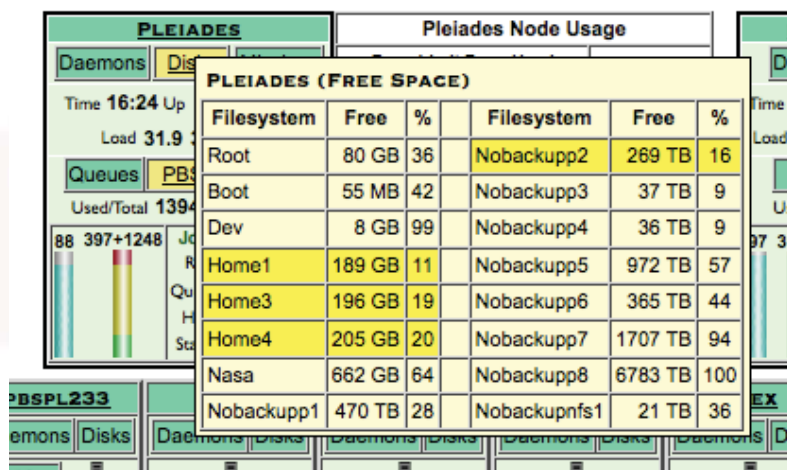 PLEIADES
Pleiades Node Usage
Daemons
Time 16:24 Up
Load 31.9
Queues
Used/Total 1394
88 397+1248
PLEIADES (FREE SPACE)
Filesystem Free % Filesystem Free %
Root 80 GB 36 Nobackupp2 269 TB 16
Boot 55 MB 42 Nobackupp3 37 TB 9
Dev 8 GB 99 Nobackupp4 36 TB 9
Home1 189 GB 11 Nobackupp5 972 TB 57
Home3 196 GB 19 Nobackupp6 365 TB 44
Home4 205 GB 20 Nobackupp7 1707 TB 94
Nasa 662 GB 64 Nobackupp8 6783 TB 100
Nobackupp1 470 TB 28 Nobackupnfs1 21 TB 36
Time
Load
PBSPL233
emons Disks